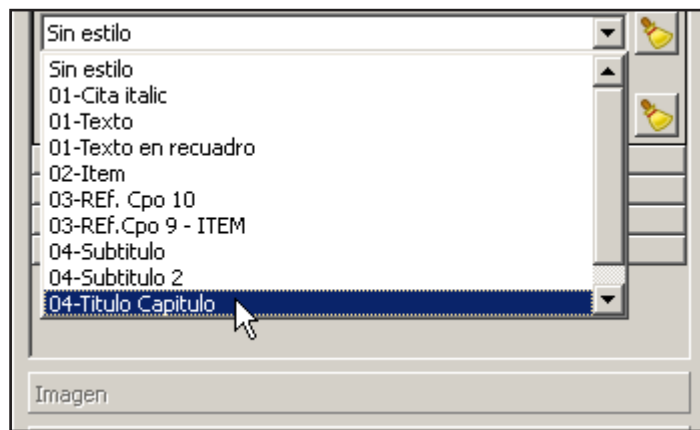 Sin estilo
Sin estilo
01-Cita italic
01-Texto
01-Texto en recuadro
02-Item
03-REf. Cpo 10
03-REf.Cpo 9 - ITEM
04-Subtitulo
04-Subtitulo 2
04-Titulo Capitulo
Imagen